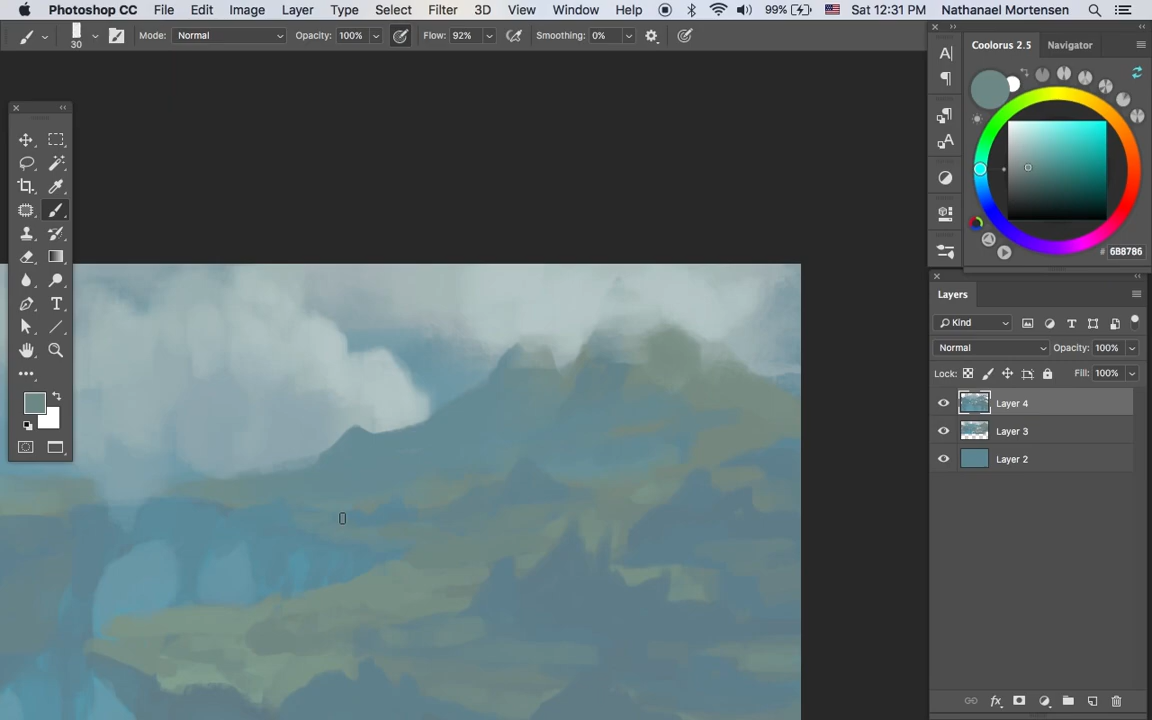 Photoshop CC File Edit Image Layer Type Select Filter 3D View Window Help 99% Sat 12:31 PM Nathanael Mortensen
30 Mode: Normal Opacity: 100% Flow: 92% Smoothing: 0%
Coolorus 2.5 Navigator
# 6B8786
Layers
Kind
Normal Opacity: 100%
Lock: Fill: 100%
Layer 4
Layer 3
Layer 2